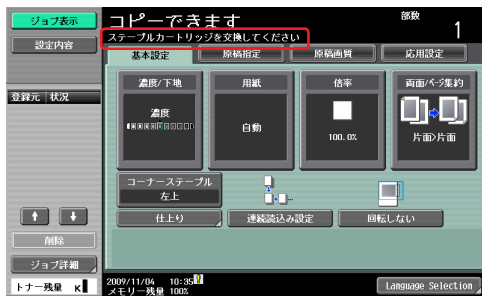 ジョブ表示
設定内容
登録元 状況
削除
ジョブ詳細
トナー残量 K
コピーできます
部数
1
ステープルカートリッジを交換してください
基本設定
原稿指定
原稿画質
応用設定
濃度/下地
用紙
倍率
両面/ページ集約
濃度
自動
100.0%
片面>片面
コーナーステープル
左上
仕上り
連続読込み設定
回転しない
2009/11/04 10:35
メモリー残量 100%
Language Selection